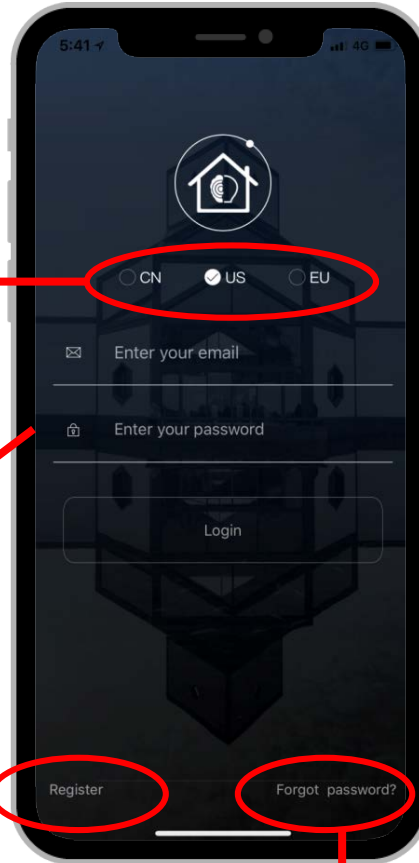 5:41 4G
CN US EU
Enter your email
Enter your password
Login
Register Forgot password?